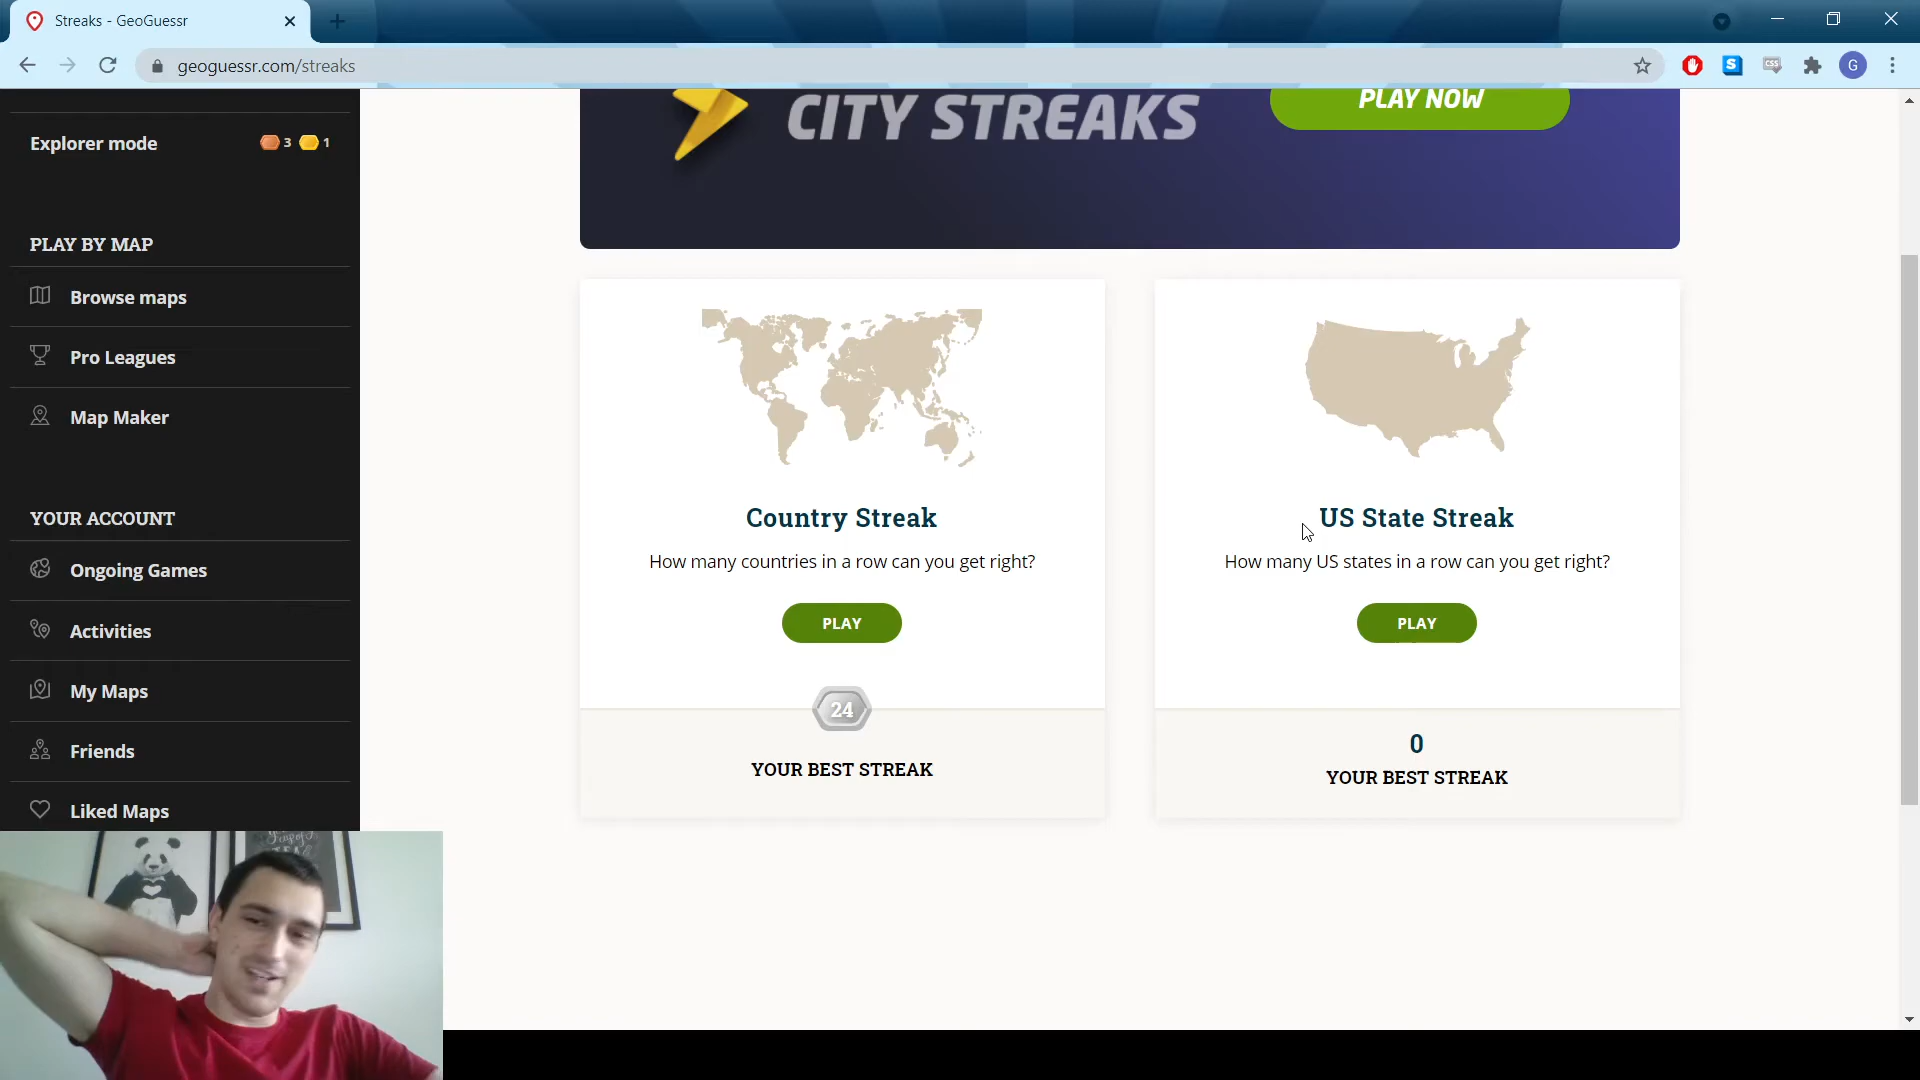 Streaks - GeoGuessr
geoguessr.com/streaks
S
CSS
G
Explorer mode
3
1
PLAY BY MAP
Browse maps
Pro Leagues
Map Maker
YOUR ACCOUNT
Ongoing Games
Activities
My Maps
Friends
Liked Maps
CITY STREAKS
PLAY NOW
Country Streak
How many countries in a row can you get right?
PLAY
24
YOUR BEST STREAK
US State Streak
How many US states in a row can you get right?
PLAY
0
YOUR BEST STREAK